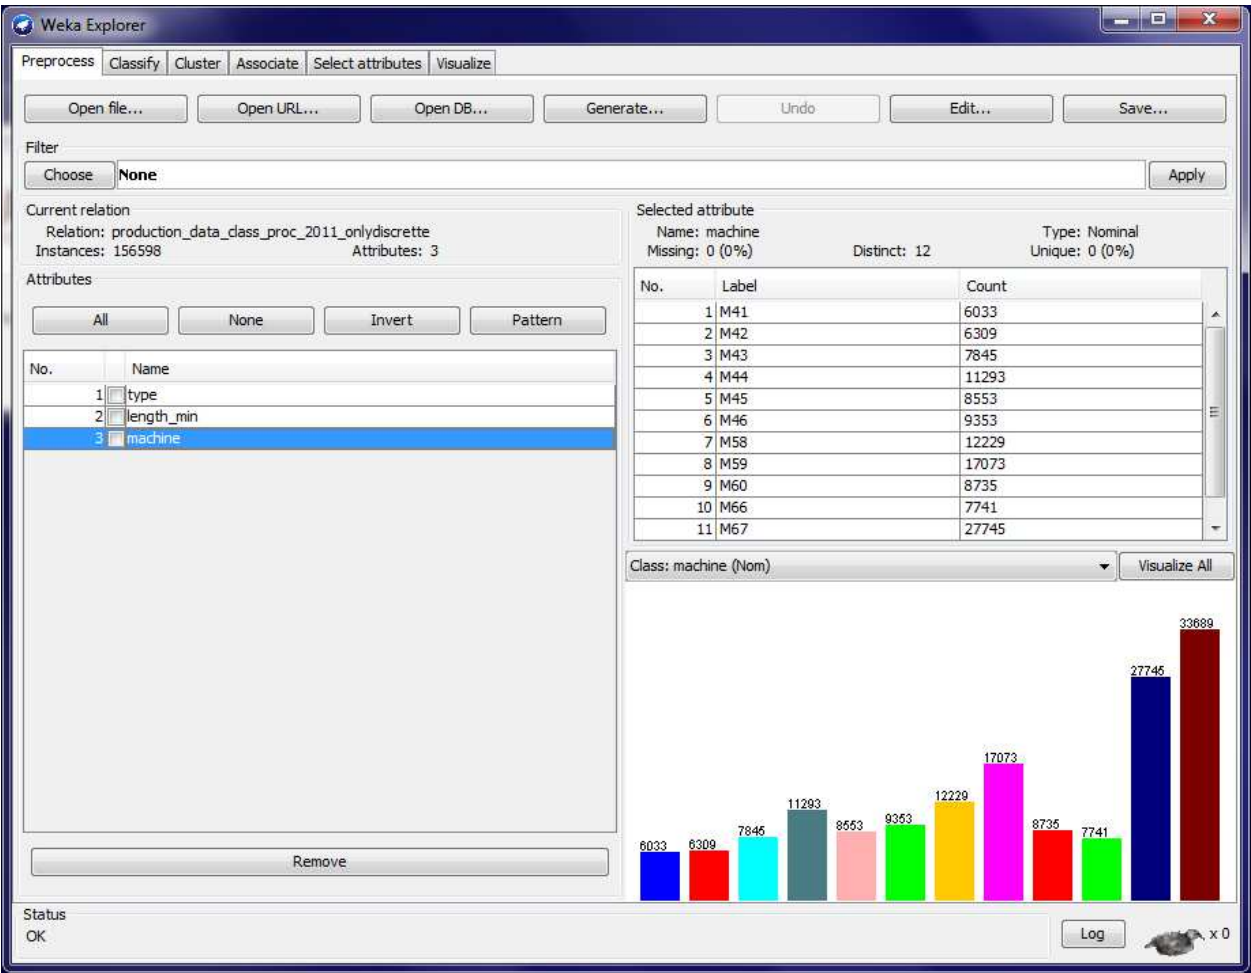 Weka Explorer
Preprocess Classify Cluster Associate Select attributes Visualize
Open file... Open URL... Open DB... Generate... Undo Edit... Save...
Filter
Choose None Apply
Current relation
Relation: production_data_class_proc_2011_onlydiscrette
Instances: 156598 Attributes: 3
Attributes
All None Invert Pattern
No. Name
1 type
2 length_min
3 machine
Remove
Selected attribute
Name: machine Type: Nominal
Missing: 0 (0%) Distinct: 12 Unique: 0 (0%)
No. Label Count
1 M41 6033
2 M42 6309
3 M43 7845
4 M44 11293
5 M45 8553
6 M46 9353
7 M58 12229
8 M59 17073
9 M60 8735
10 M66 7741
11 M67 27745
Class: machine (Nom) Visualize All
6033 6309 7845 11293 8553 9353 12229 17073 8735 7741 27745 33689
Status
OK
Log x 0